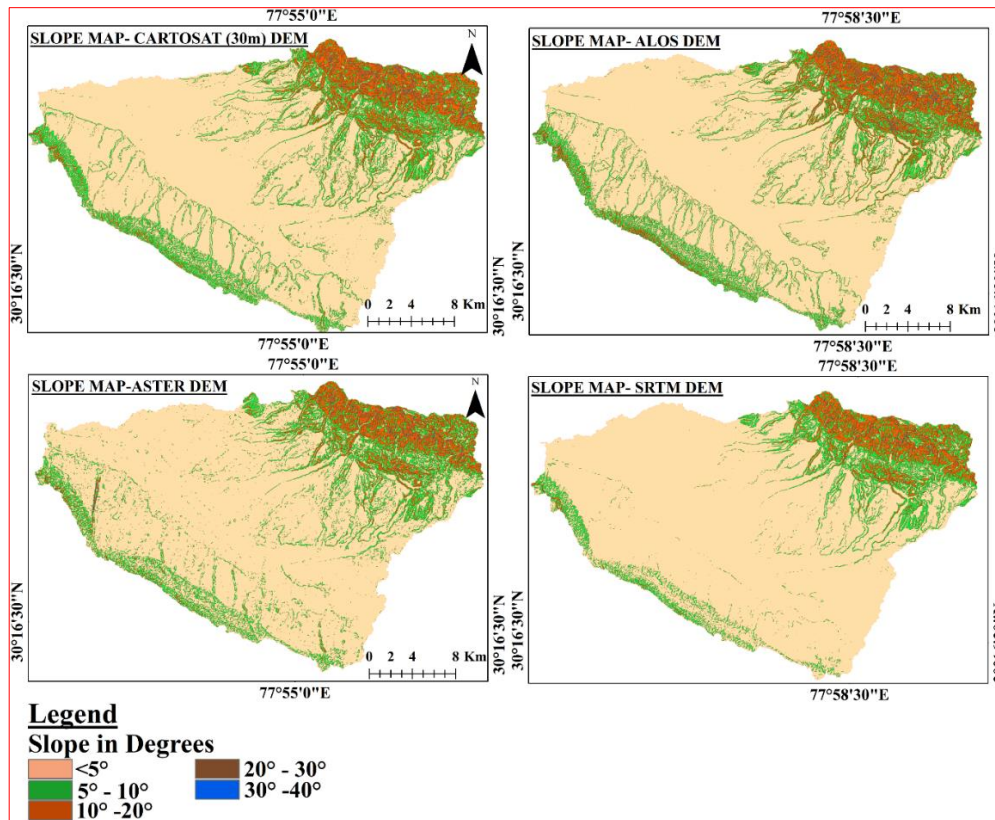 77°55'0"E
77°58'30"E
SLOPE MAP- CARTOSAT (30m) DEM
N
SLOPE MAP- ALOS DEM
N
30°16'30"N
30°16'30"N
0 2 4 8 Km
0 2 4 8 Km
77°55'0"E
77°58'30"E
77°55'0"E
77°58'30"E
SLOPE MAP-ASTER DEM
N
SLOPE MAP- SRTM DEM
30°16'30"N
30°16'30"N
0 2 4 8 Km
77°55'0"E
77°58'30"E
Legend
Slope in Degrees
<5°
20° - 30°
5° - 10°
30° -40°
10° -20°